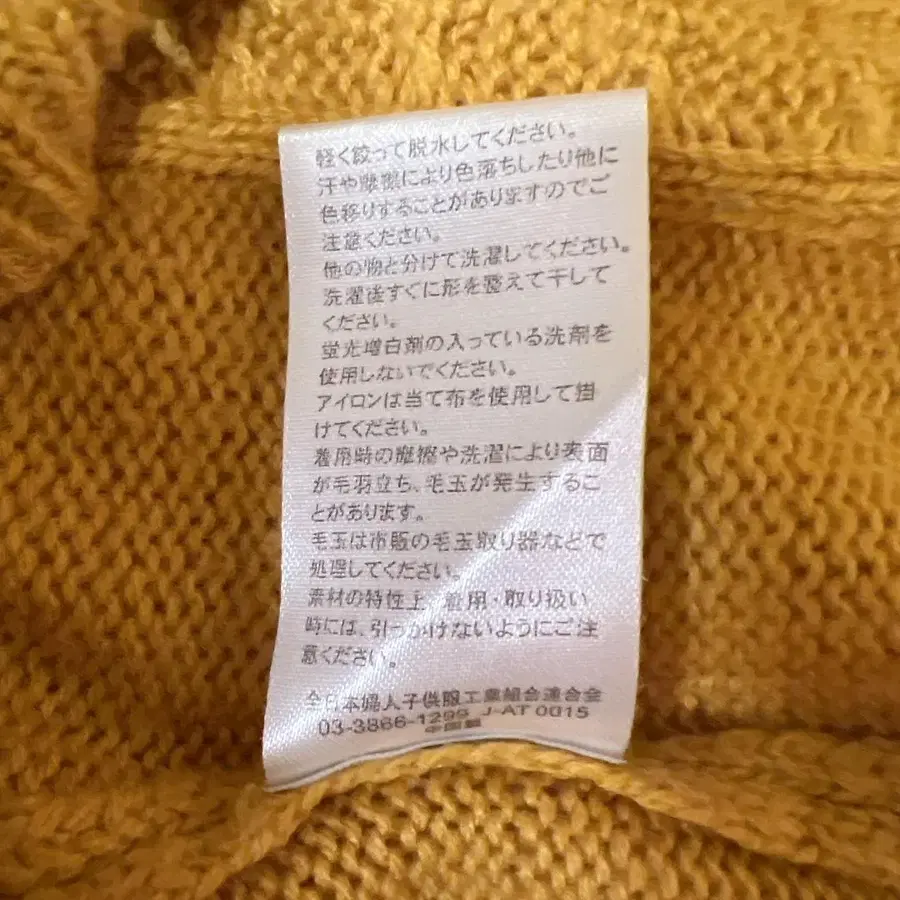 軽く絞って脱水してください。
汗や摩擦により色落ちしたり他に
色移りすることがありますのでご
注意ください。
他の物と分けて洗濯してください。
洗濯後すぐに形を整えて干して
ください。
蛍光増白剤の入っている洗剤を
使用しないでください。
アイロンは当て布を使用して掛
けてください。
着用時の摩擦や洗濯により表面
が毛羽立ち、毛玉が発生するこ
とがあります。
毛玉は市販の毛玉取り器などで
処理してください。
素材の特性上 着用・取り扱い
時には、引っかけないようにご注
意ください。
全日本婦人子供服工業組合連合会
03-3866-1295 J-AT 0015
中国製